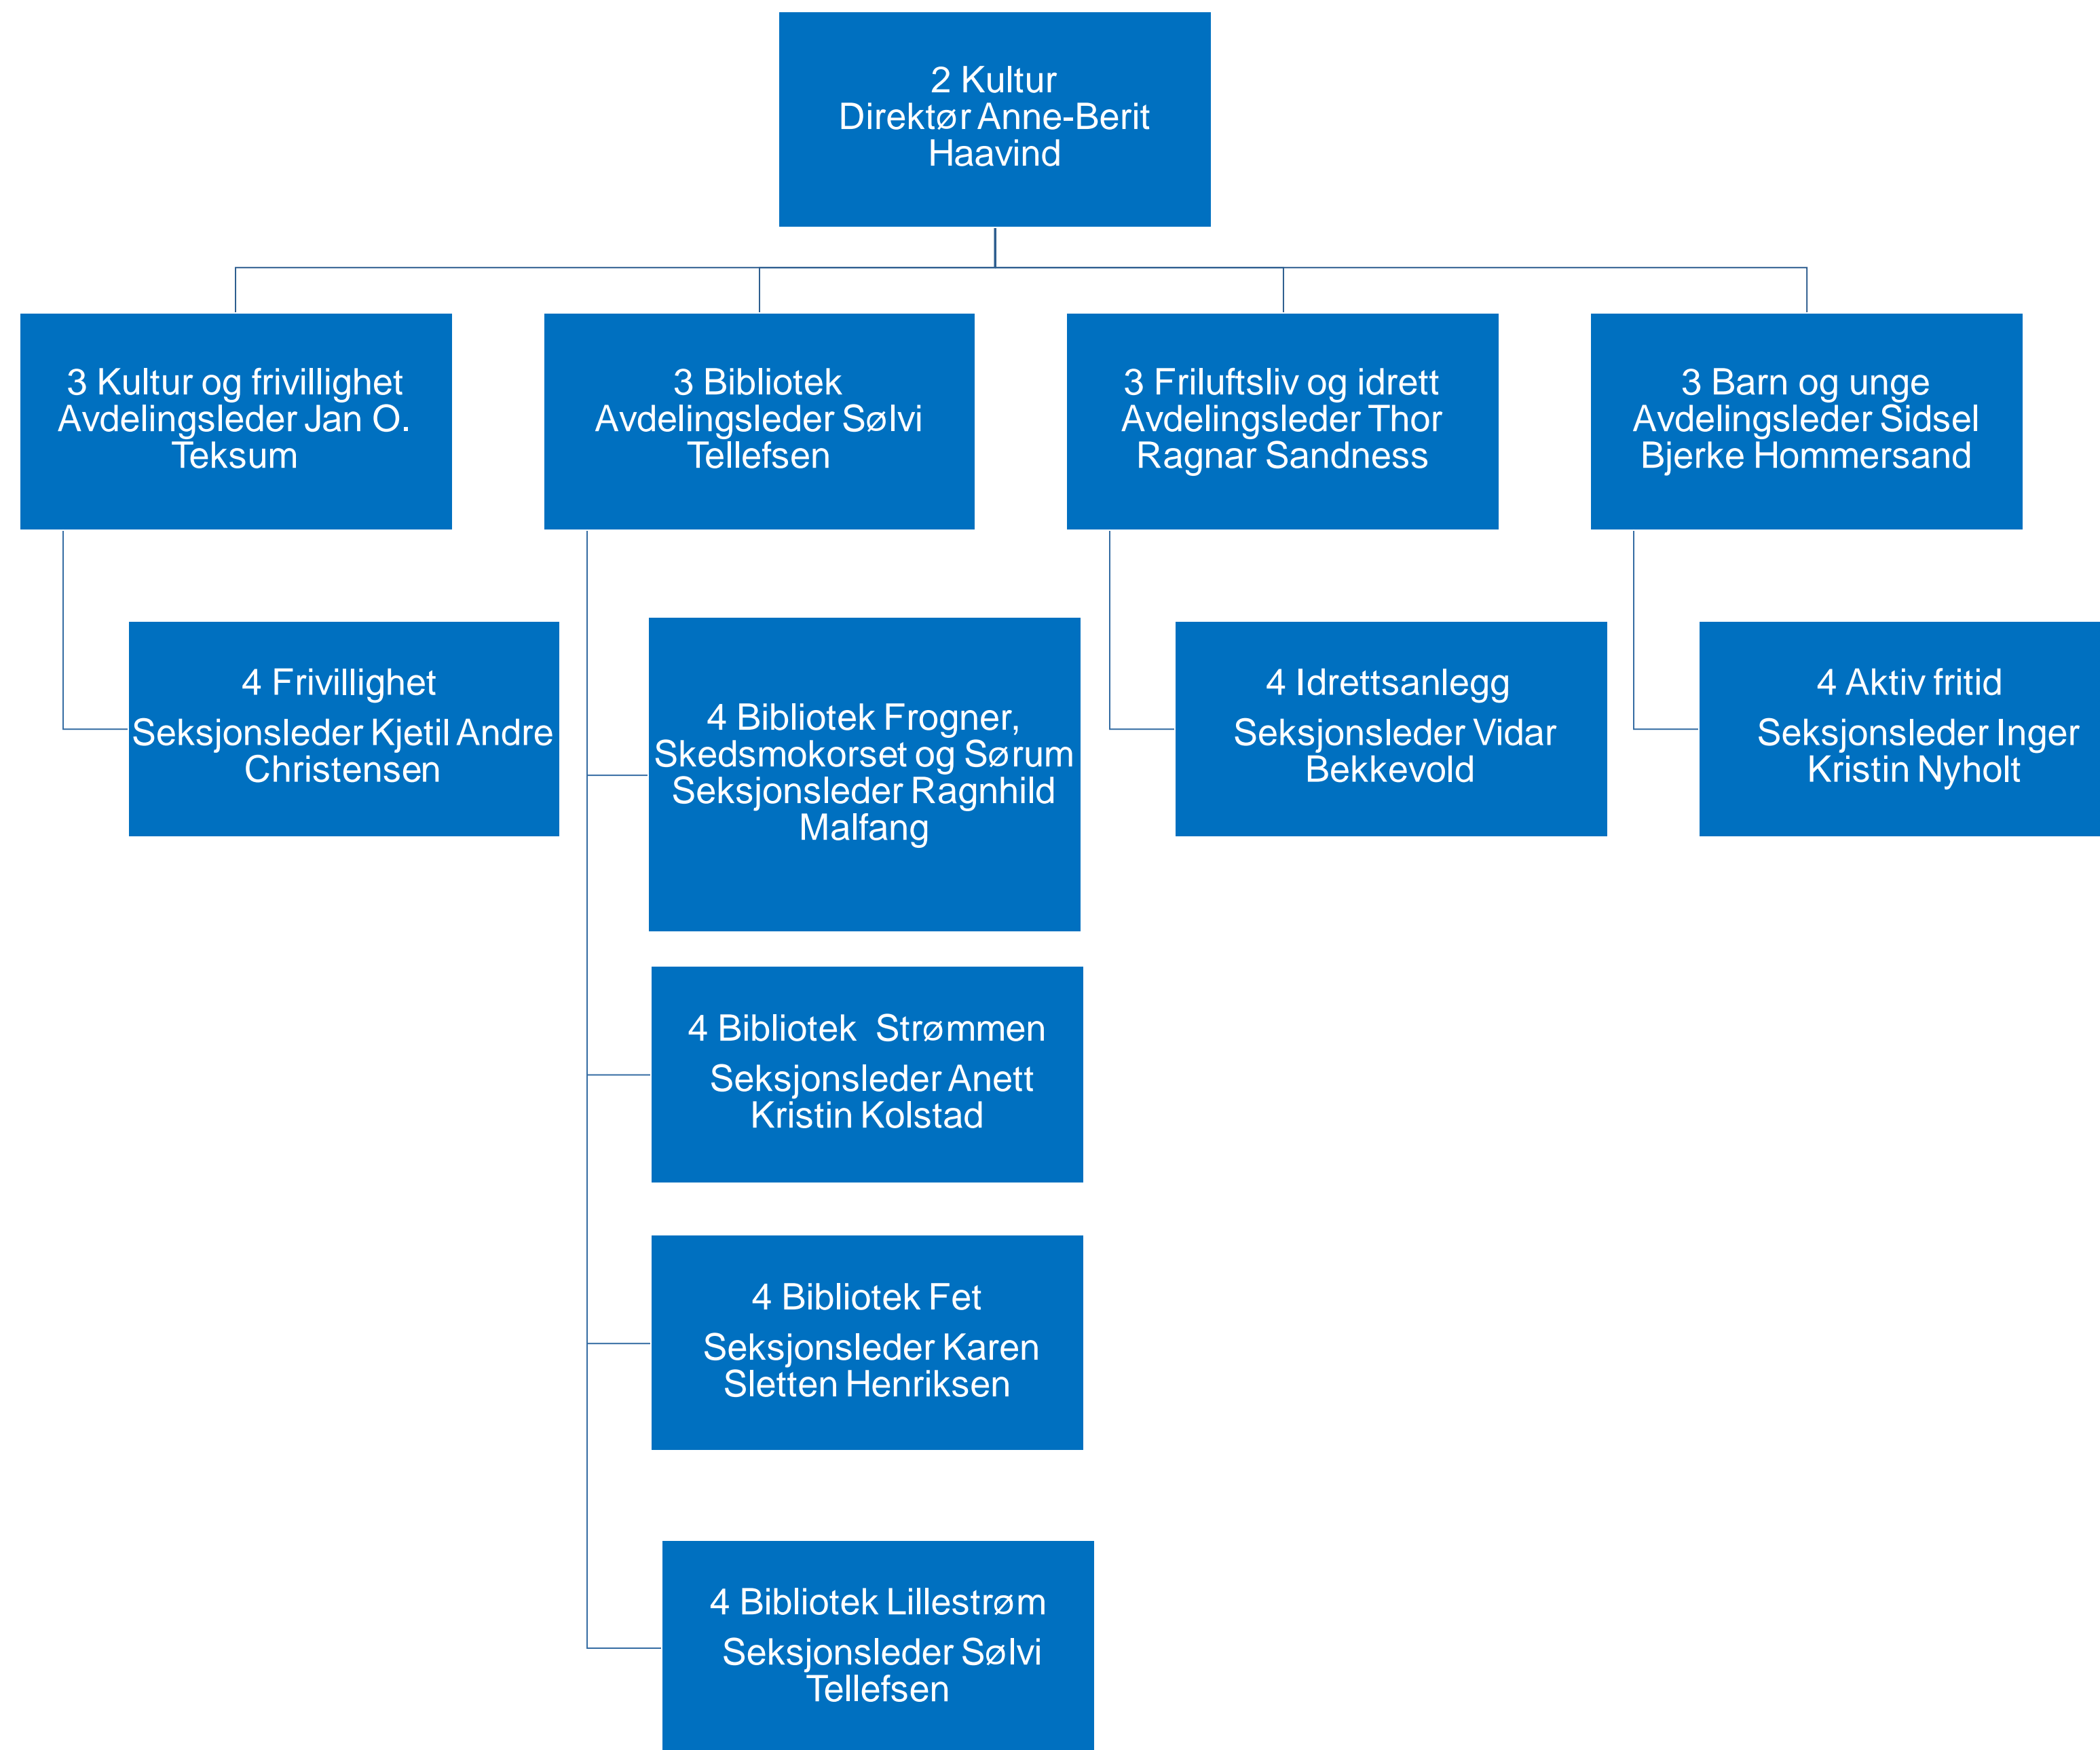 2 Kultur
Direktør Anne-Berit
Haavind
3 Kultur og frivillighet
Avdelingsleder Jan O.
Teksum
3 Bibliotek
Avdelingsleder Sølvi
Tellefsen
3 Friluftsliv og idrett
Avdelingsleder Thor
Ragnar Sandness
3 Barn og unge
Avdelingsleder Sidsel
Bjerke Hommersand
4 Frivillighet
Seksjonsleder Kjetil Andre
Christensen
4 Bibliotek Frogner,
Skedsmokorset og Sørum
Seksjonsleder Ragnhild
Malfang
4 Idrettsanlegg
Seksjonsleder Vidar
Bekkevold
4 Aktiv fritid
Seksjonsleder Inger
Kristin Nyholt
4 Bibliotek  Strømmen
Seksjonsleder Anett
Kristin Kolstad
4 Bibliotek Fet
Seksjonsleder Karen
Sletten Henriksen
4 Bibliotek Lillestrøm
Seksjonsleder Sølvi
Tellefsen